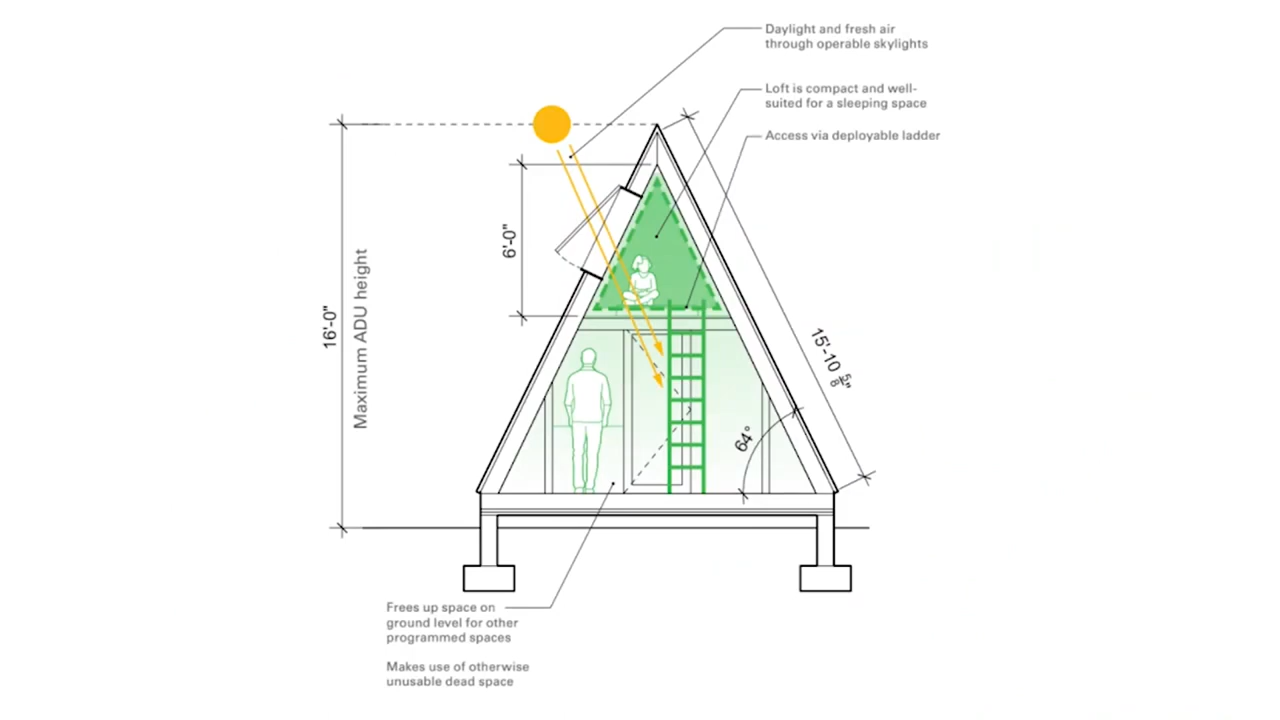 Daylight and fresh air
through operable skylights
Loft is compact and well-
suited for a sleeping space
Access via deployable ladder
6'-0"
16'-0"
Maximum ADU height
15'-10 5/8"
64°
Frees up space on
ground level for other
programmed spaces
Makes use of otherwise
unusable dead space